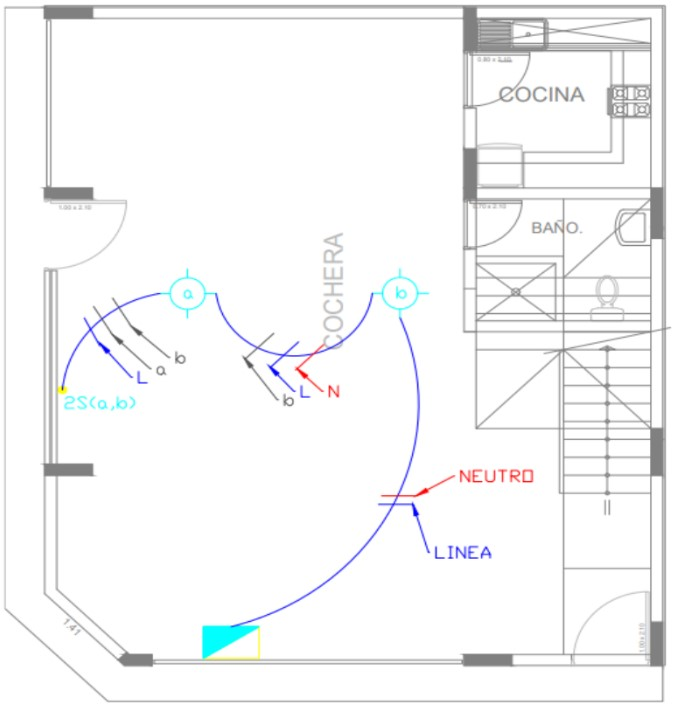 0.80 x 2.10
COCINA
1.00 x 2.10
0.70 x 2.10
BAÑO.
COCHERA
a
b
b
a
L
2S(a,b)
L
N
b
NEUTRO
LINEA
1.41
1.00 x 2.10